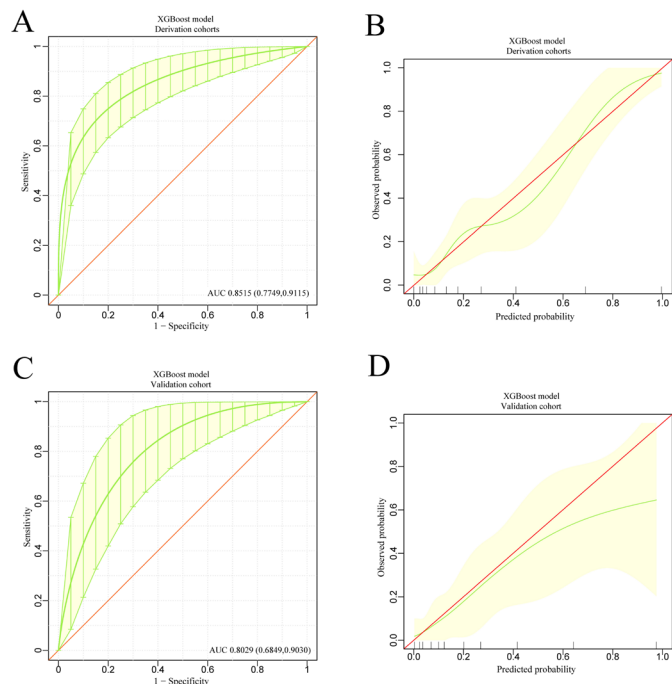 A
XGBoost model
Derivation cohorts
Sensitivity
1
0.8
0.6
0.4
0.2
0
AUC 0.8515 (0.7749,0.9115)
0 0.2 0.4 0.6 0.8 1
1 − Specificity
B
XGBoost model
Derivation cohorts
Observed probability
1.0
0.8
0.6
0.4
0.2
0.0
0.0 0.2 0.4 0.6 0.8 1.0
Predicted probability
C
XGBoost model
Validation cohort
Sensitivity
1
0.8
0.6
0.4
0.2
0
AUC 0.8029 (0.6849,0.9030)
0 0.2 0.4 0.6 0.8 1
1 − Specificity
D
XGBoost model
Validation cohort
Observed probability
1.0
0.8
0.6
0.4
0.2
0.0
0.0 0.2 0.4 0.6 0.8 1.0
Predicted probability